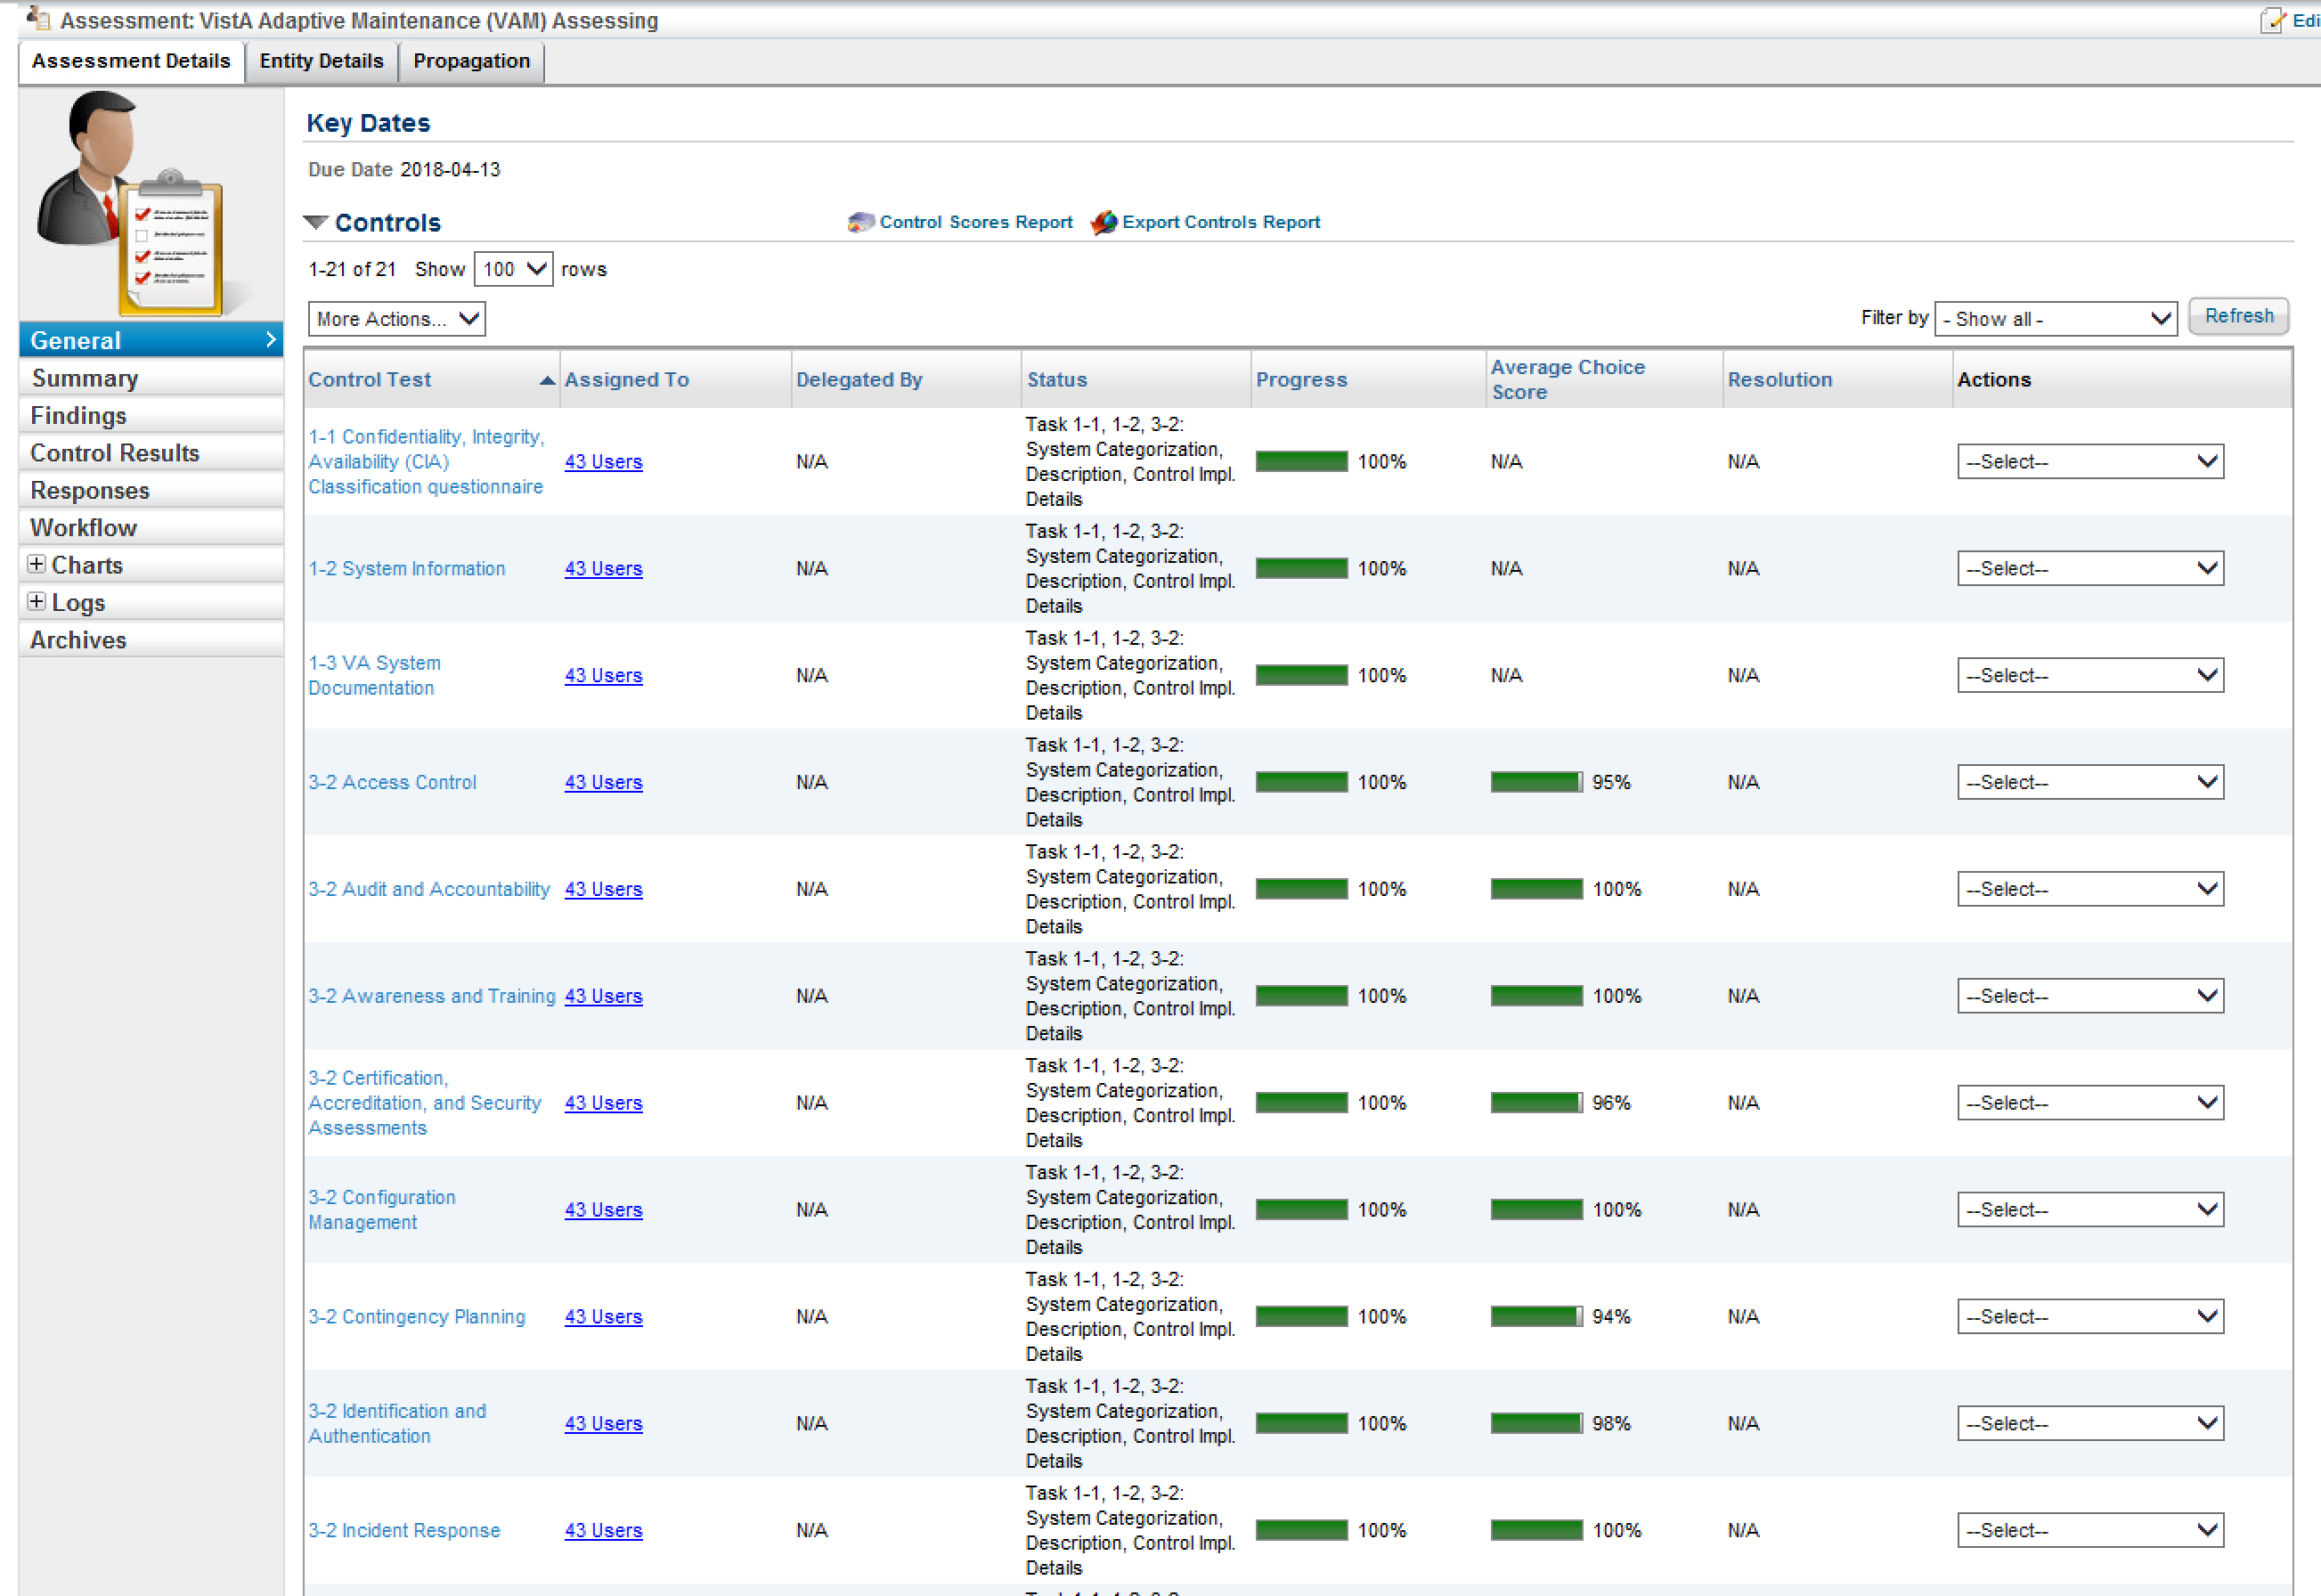 Assessment: VistA Adaptive Maintenance (VAM) Assessing
Edi
Assessment Details
Entity Details
Propagation
General
Summary
Findings
Control Results
Responses
Workflow
Charts
Logs
Archives
Key Dates
Due Date 2018-04-13
Controls
Control Scores Report
Export Controls Report
1-21 of 21 Show 100 rows
More Actions...
Filter by - Show all - Refresh
Control Test
Assigned To
Delegated By
Status
Progress
Average Choice
Score
Resolution
Actions
1-1 Confidentiality, Integrity,
Availability (CIA)
Classification questionnaire
43 Users
N/A
Task 1-1, 1-2, 3-2:
System Categorization,
Description, Control Impl.
Details
100%
N/A
N/A
--Select--
1-2 System Information
43 Users
N/A
Task 1-1, 1-2, 3-2:
System Categorization,
Description, Control Impl.
Details
100%
N/A
N/A
--Select--
1-3 VA System
Documentation
43 Users
N/A
Task 1-1, 1-2, 3-2:
System Categorization,
Description, Control Impl.
Details
100%
N/A
N/A
--Select--
3-2 Access Control
43 Users
N/A
Task 1-1, 1-2, 3-2:
System Categorization,
Description, Control Impl.
Details
100%
95%
N/A
--Select--
3-2 Audit and Accountability
43 Users
N/A
Task 1-1, 1-2, 3-2:
System Categorization,
Description, Control Impl.
Details
100%
100%
N/A
--Select--
3-2 Awareness and Training
43 Users
N/A
Task 1-1, 1-2, 3-2:
System Categorization,
Description, Control Impl.
Details
100%
100%
N/A
--Select--
3-2 Certification,
Accreditation, and Security
Assessments
43 Users
N/A
Task 1-1, 1-2, 3-2:
System Categorization,
Description, Control Impl.
Details
100%
96%
N/A
--Select--
3-2 Configuration
Management
43 Users
N/A
Task 1-1, 1-2, 3-2:
System Categorization,
Description, Control Impl.
Details
100%
100%
N/A
--Select--
3-2 Contingency Planning
43 Users
N/A
Task 1-1, 1-2, 3-2:
System Categorization,
Description, Control Impl.
Details
100%
94%
N/A
--Select--
3-2 Identification and
Authentication
43 Users
N/A
Task 1-1, 1-2, 3-2:
System Categorization,
Description, Control Impl.
Details
100%
98%
N/A
--Select--
3-2 Incident Response
43 Users
N/A
Task 1-1, 1-2, 3-2:
System Categorization,
Description, Control Impl.
Details
100%
100%
N/A
--Select--